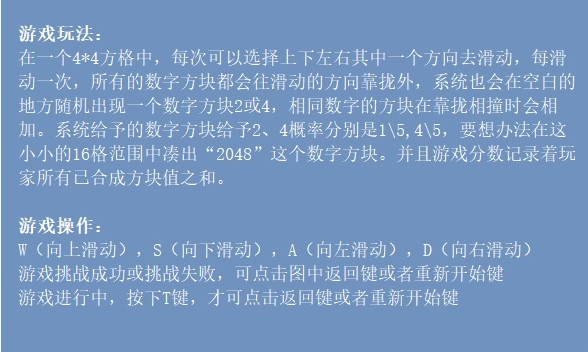 游戏玩法：
在一个4*4方格中，每次可以选择上下左右其中一个方向去滑动，每滑
动一次，所有的数字方块都会往滑动的方向靠拢外，系统也会在空白的
地方随机出现一个数字方块2或4，相同数字的方块在靠拢相撞时会相
加。系统给予的数字方块给予2、4概率分别是1\5,4\5，要想办法在这
小小的16格范围中凑出“2048”这个数字方块。并且游戏分数记录着玩
家所有已合成方块值之和。
游戏操作：
W（向上滑动），S（向下滑动），A（向左滑动），D（向右滑动）
游戏挑战成功或挑战失败，可点击图中返回键或者重新开始键
游戏进行中，按下T键，才可点击返回键或者重新开始键